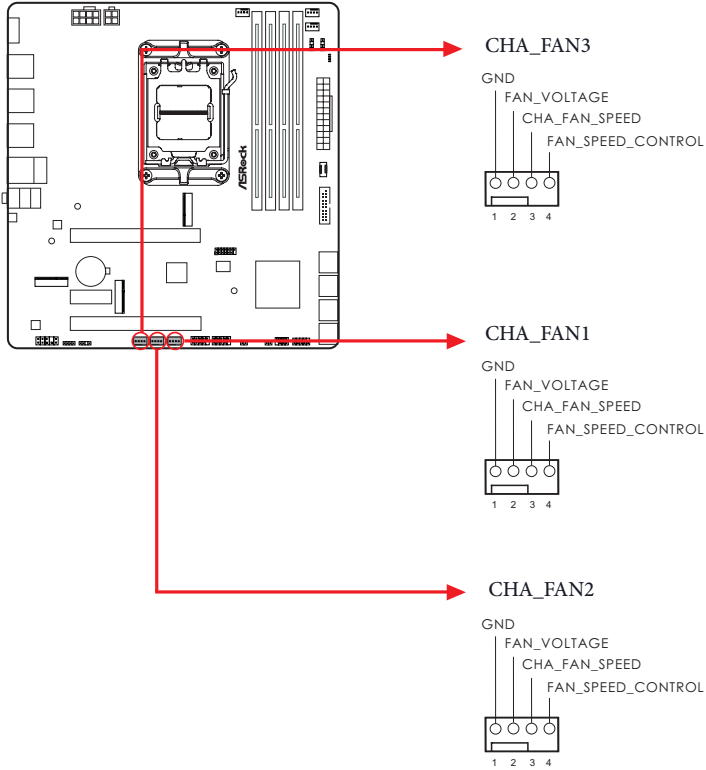 CHA_FAN3
GND
FAN_VOLTAGE
CHA_FAN_SPEED
FAN_SPEED_CONTROL
1 2 3 4
ASRock
CHA_FAN1
GND
FAN_VOLTAGE
CHA_FAN_SPEED
FAN_SPEED_CONTROL
1 2 3 4
CHA_FAN2
GND
FAN_VOLTAGE
CHA_FAN_SPEED
FAN_SPEED_CONTROL
1 2 3 4